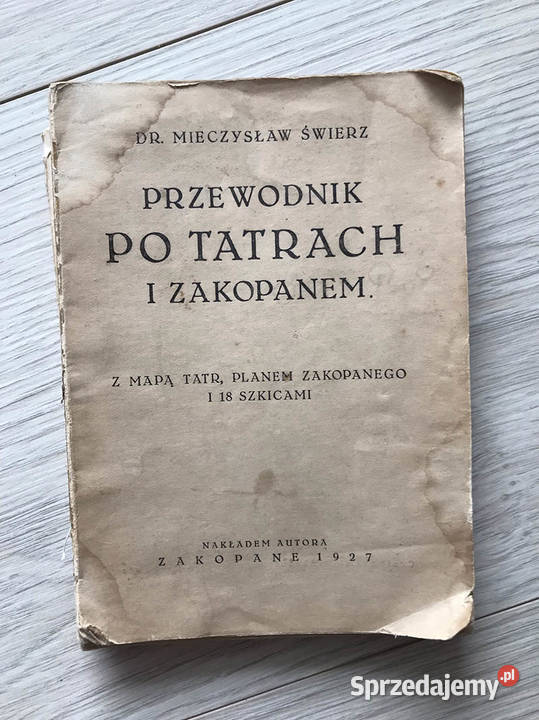 DR. MIECZYSŁAW ŚWIERZ
PRZEWODNIK
PO TATRACH
I ZAKOPANEM.
Z MAPĄ TATR, PLANEM ZAKOPANEGO
I 18 SZKICAMI
NAKŁADEM AUTORA
ZAKOPANE 1927
Sprzedajemy.pl